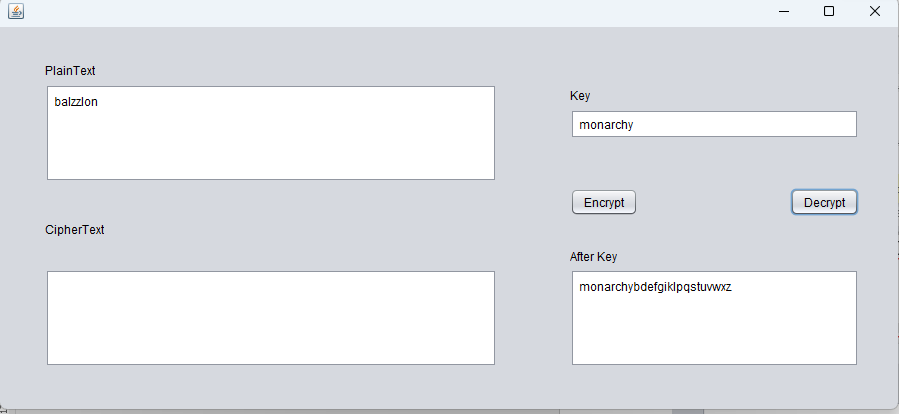 PlainText
balzzlon
Key
monarchy
Encrypt
Decrypt
CipherText
After Key
monarchybdefgiklpqstuvwxz